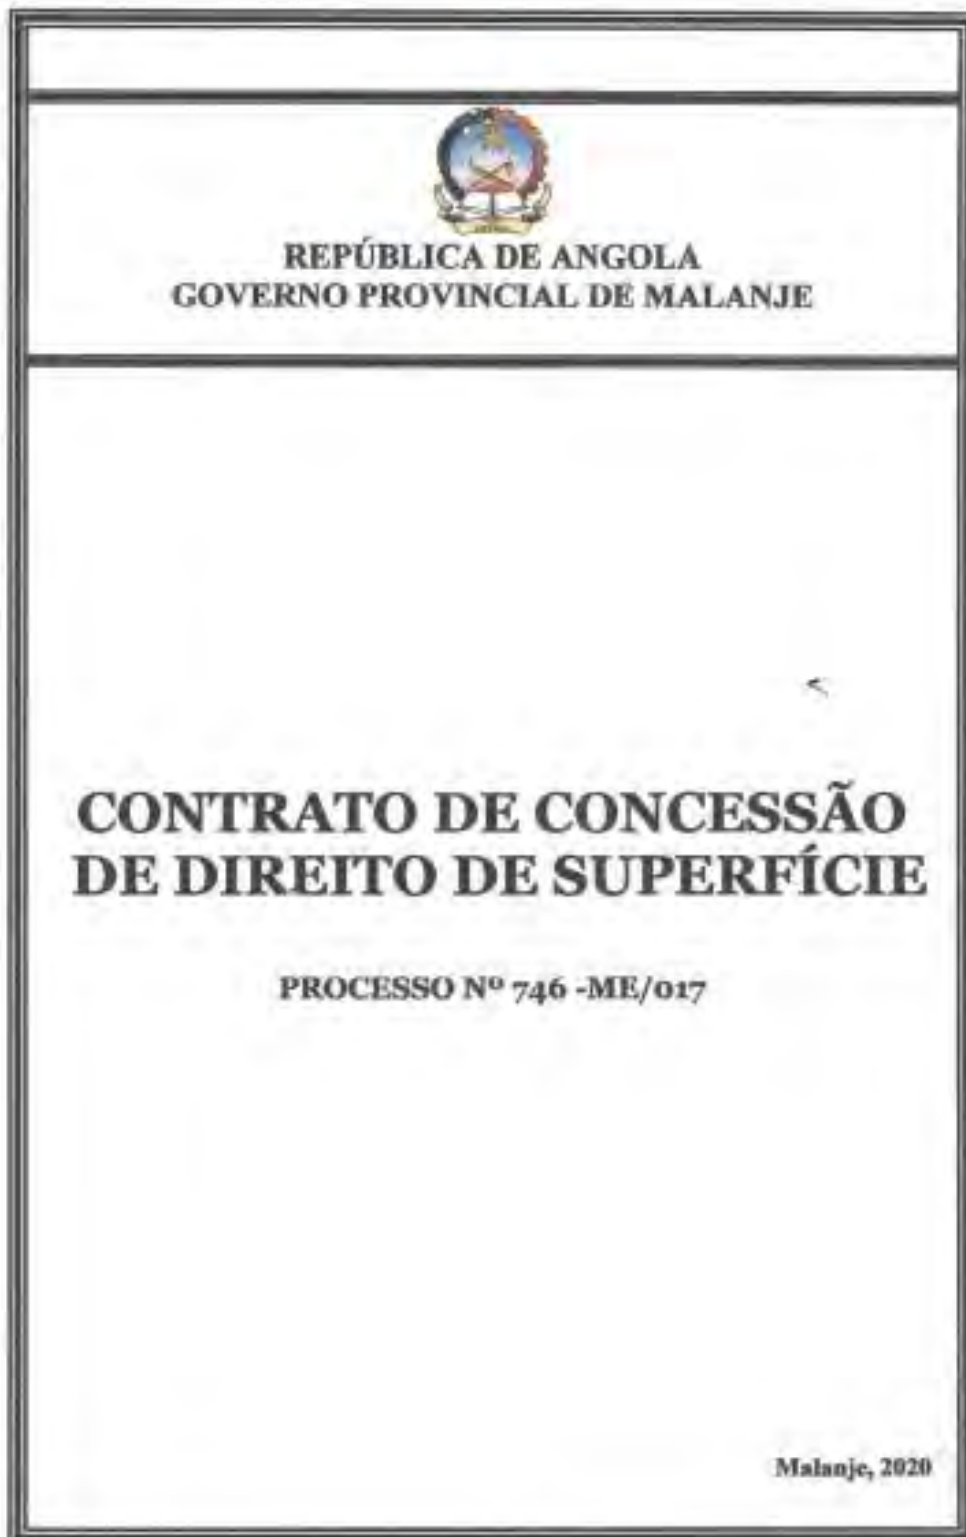 REPÚBLICA DE ANGOLA
GOVERNO PROVINCIAL DE MALANJE
CONTRATO DE CONCESSÃO
DE DIREITO DE SUPERFÍCIE
PROCESSO Nº 746 -ME/017
Malanje, 2020